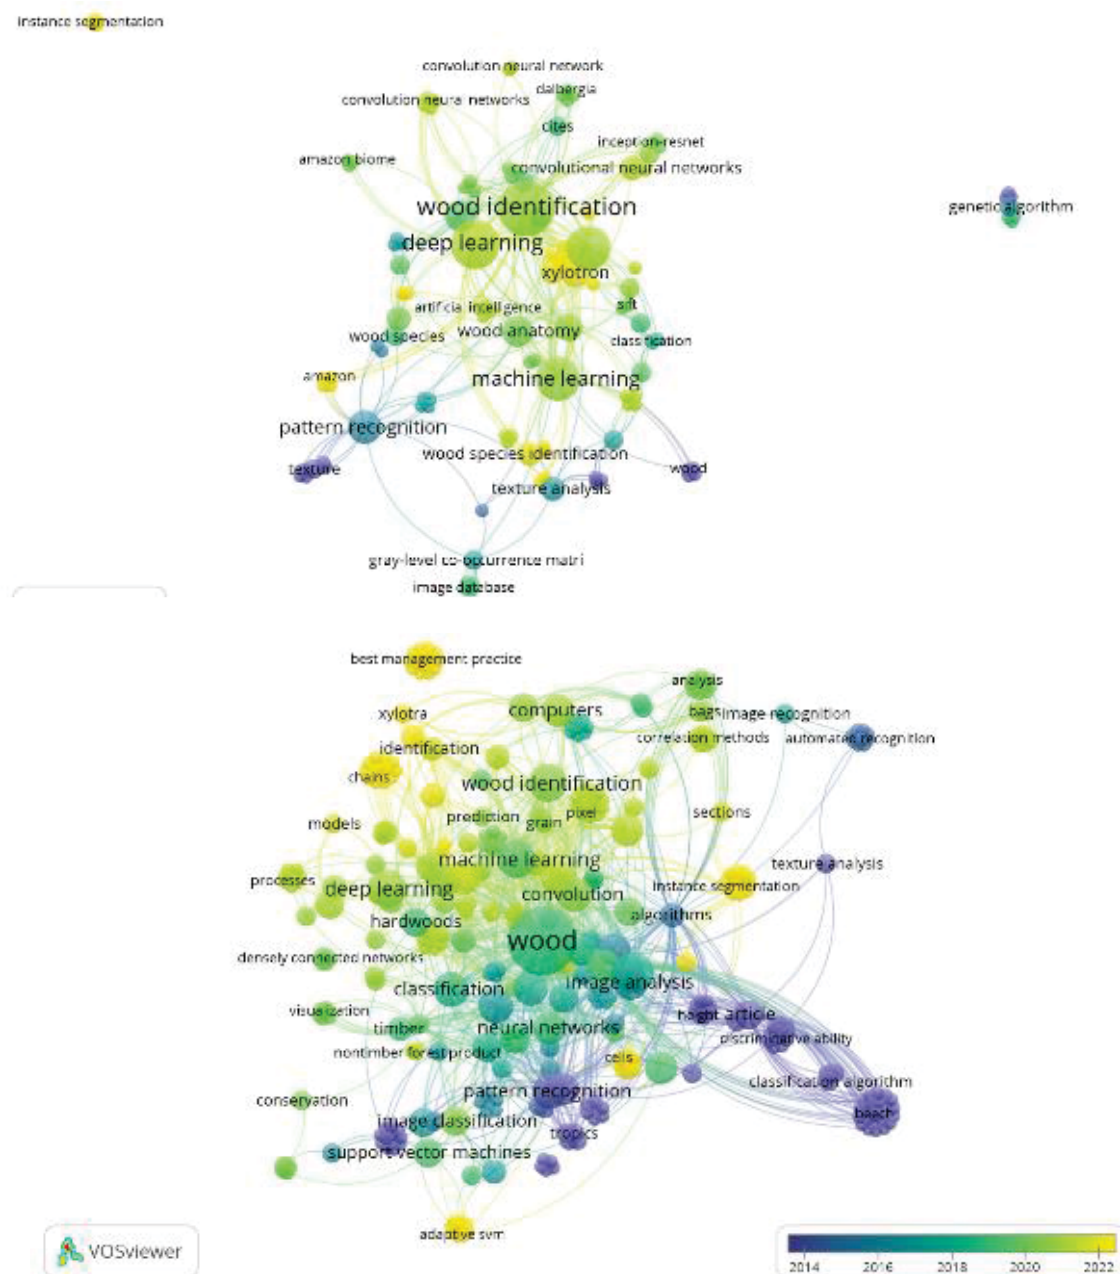 instance segmentation
convolution neural network
convolution neural networks
dalbergia
cites
inception-resnet
amazon biome
convolutional neural networks
wood identification
genetic algorithm
deep learning
xylotron
artificial intelligence
sift
wood species
wood anatomy
classification
amazon
machine learning
pattern recognition
wood species identification
texture
wood
texture analysis
gray-level co-occurrence matri
image database
best management practice
analysis
xylotra
computers
bags
image recognition
identification
correlation methods
automated recognition
chains
wood identification
models
prediction
grain
pixel
sections
machine learning
texture analysis
processes
deep learning
convolution
instance segmentation
hardwoods
algorithms
wood
densely connected networks
classification
image analysis
visualization
timber
neural networks
height
article
discriminative ability
nontimber forest product
cells
pattern recognition
classification algorithm
conservation
image classification
beach
tropics
support vector machines
adaptive svm
VOSviewer
2014 2016 2018 2020 2022